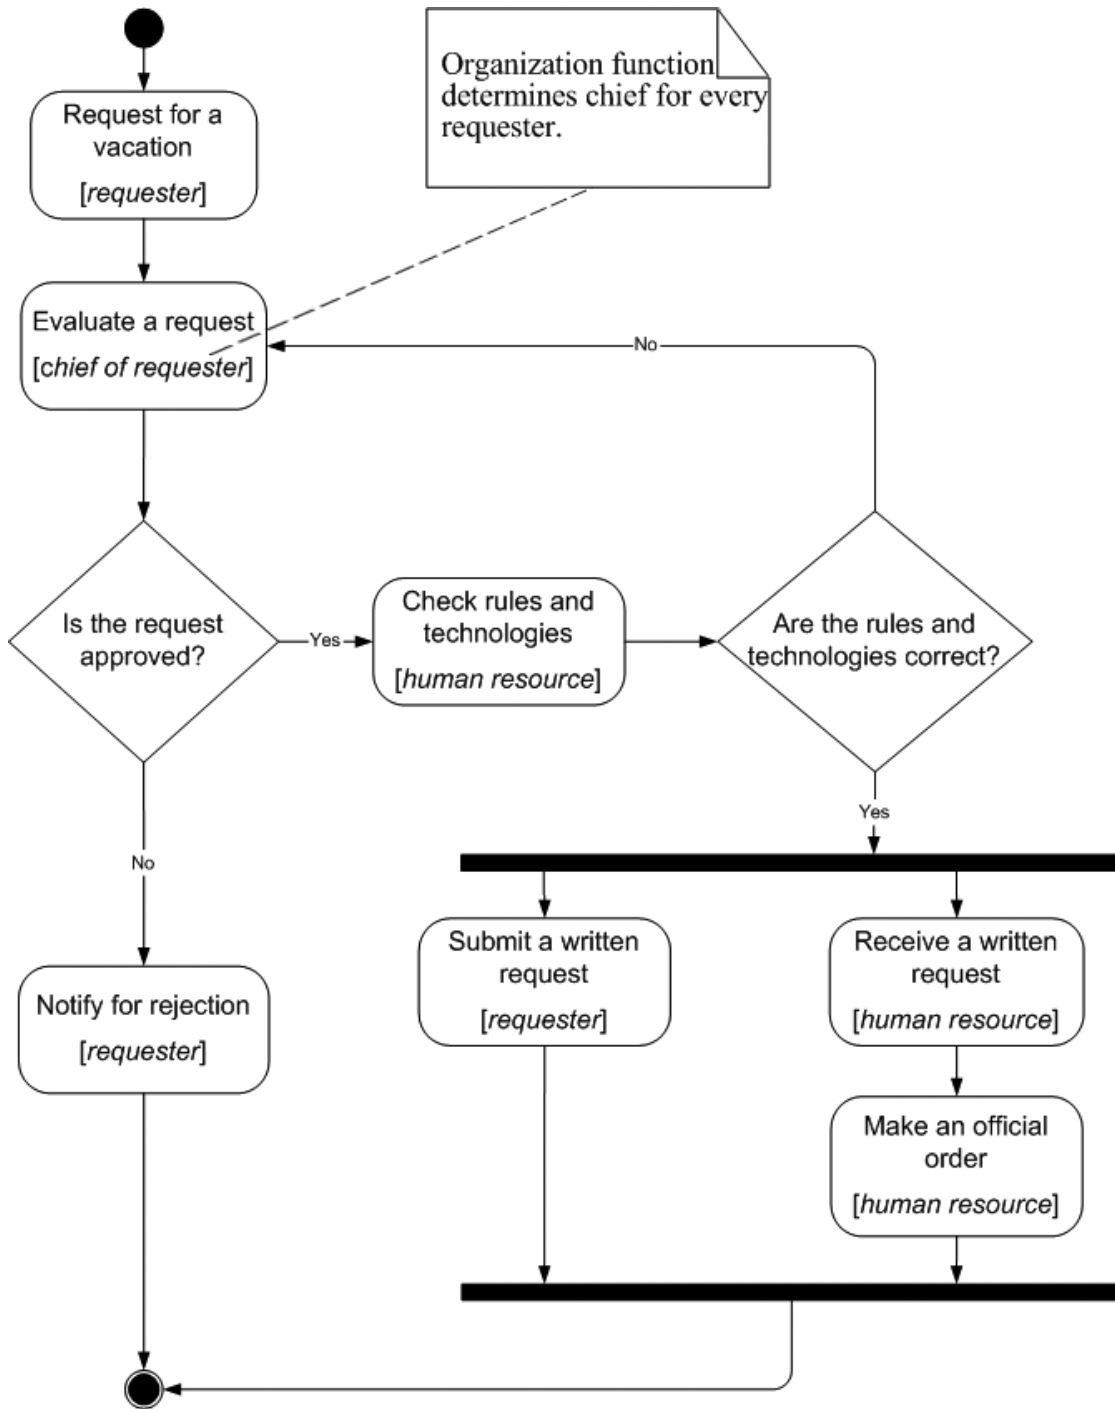 Organization function
determines chief for every
requester.
Request for a
vacation
[requester]
Evaluate a request
[chief of requester]
No
Is the request
approved?
Yes
Check rules and
technologies
[human resource]
Are the rules and
technologies correct?
Yes
No
Submit a written
request
[requester]
Receive a written
request
[human resource]
Notify for rejection
[requester]
Make an official
order
[human resource]